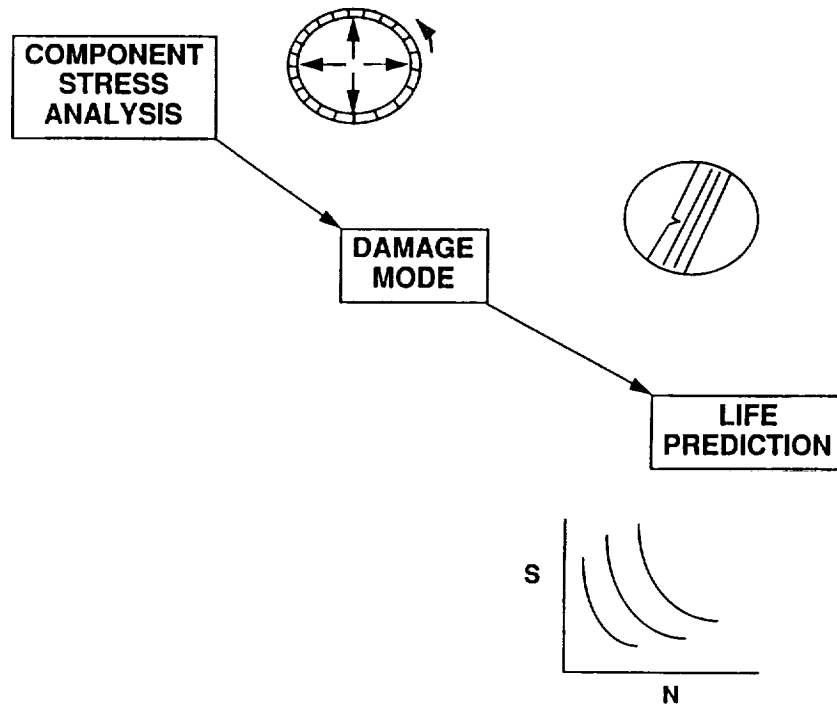 COMPONENT
STRESS
ANALYSIS
DAMAGE
MODE
LIFE
PREDICTION
S
N